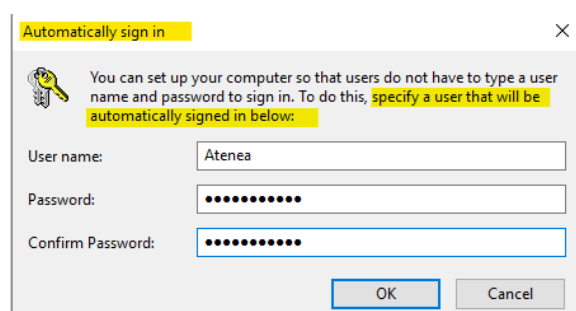 Automatically sign in
You can set up your computer so that users do not have to type a user
name and password to sign in. To do this, specify a user that will be
automatically signed in below:
User name: Atenea
Password: ●●●●●●●●●●●
Confirm Password: ●●●●●●●●●●●
OK Cancel